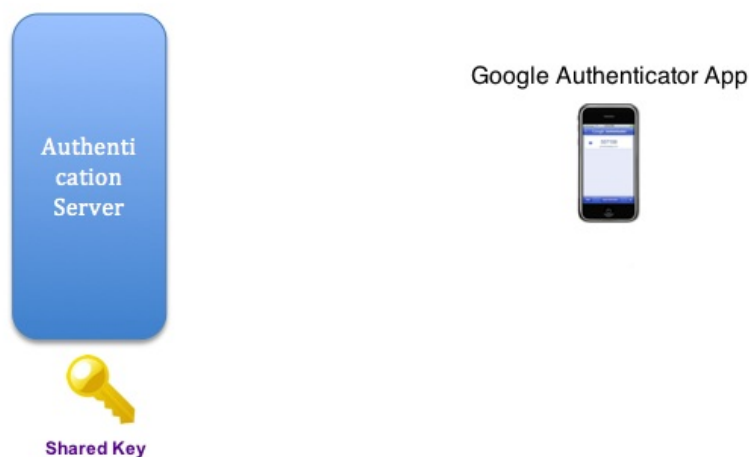 Authenti
cation
Server
Google Authenticator App
Shared Key